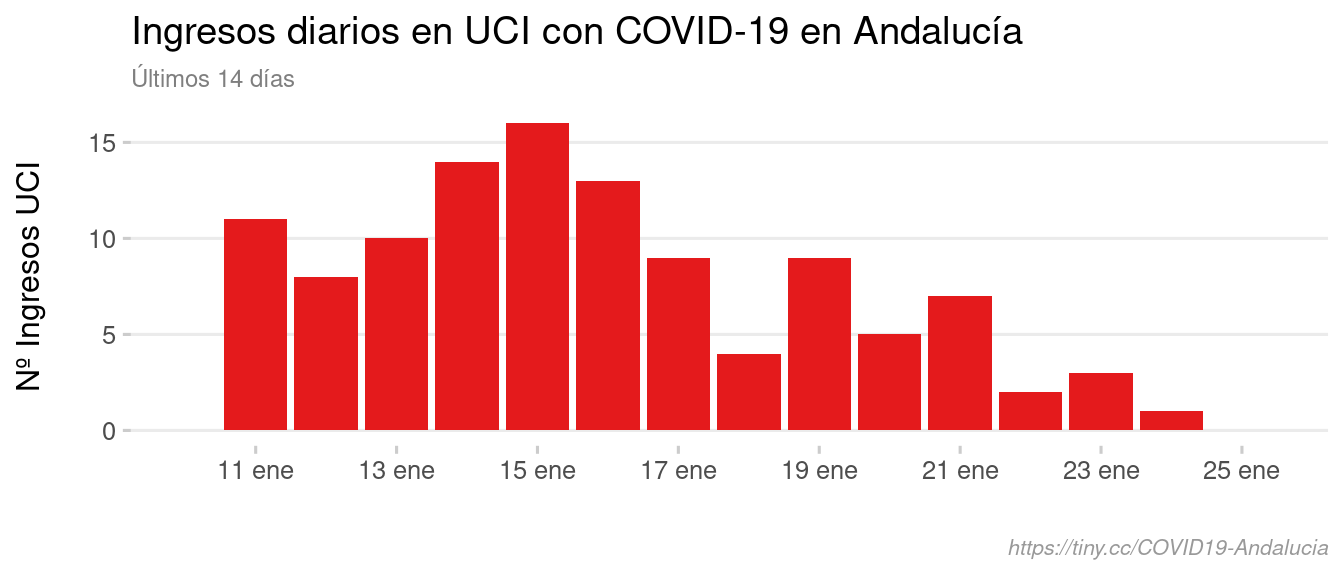 Ingresos diarios en UCI con COVID-19 en Andalucía
Últimos 14 días
Nº Ingresos UCI
15
10
5
0
11 ene 13 ene 15 ene 17 ene 19 ene 21 ene 23 ene 25 ene
https://tiny.cc/COVID19-Andalucia